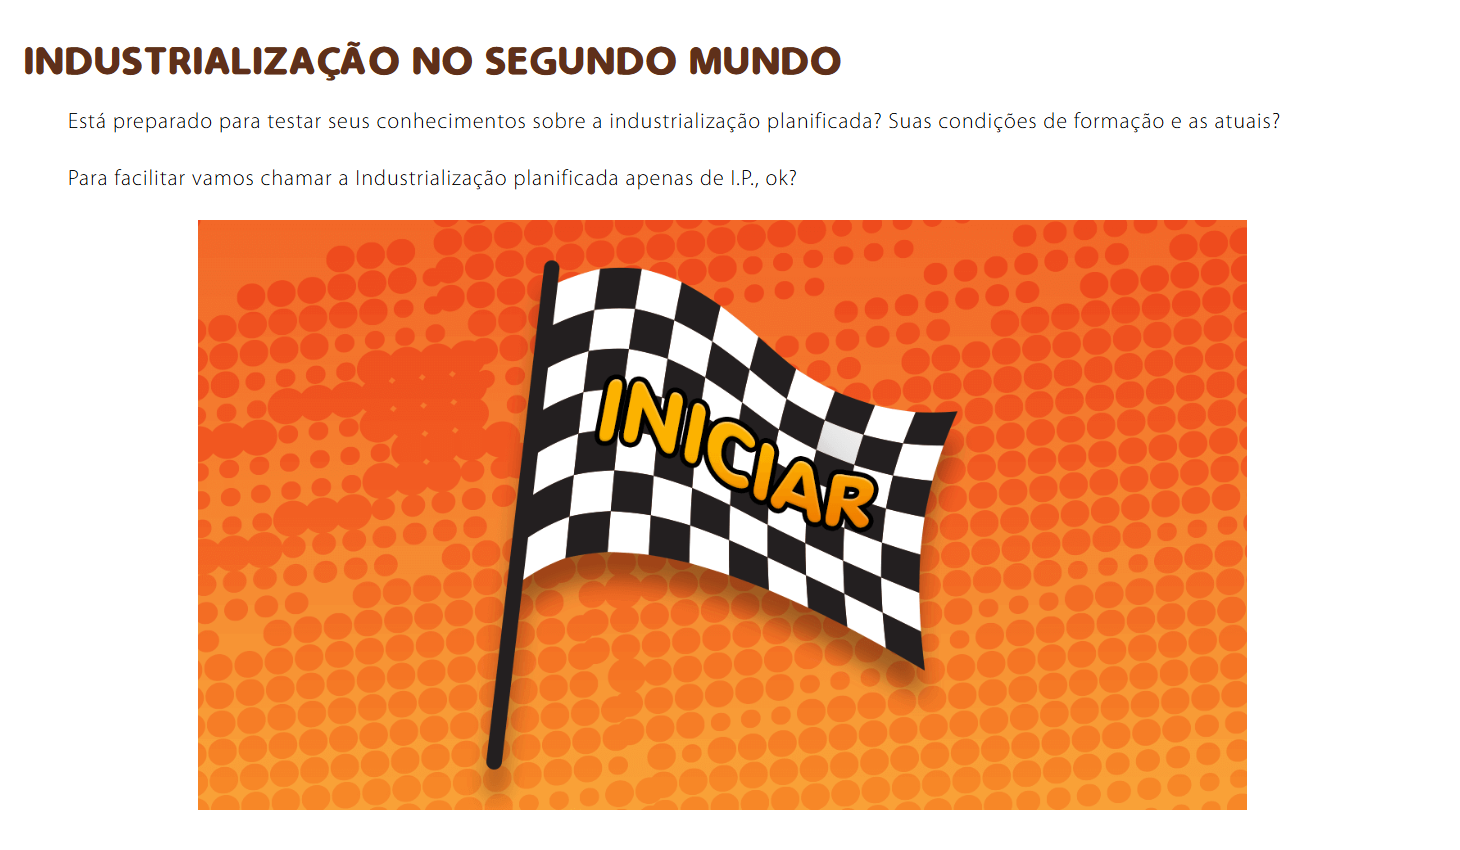 INDUSTRIALIZAÇÃO NO SEGUNDO MUNDO
Está preparado para testar seus conhecimentos sobre a industrialização planificada? Suas condições de formação e as atuais?
Para facilitar vamos chamar a Industrialização planificada apenas de I.P., ok?
INICIAR